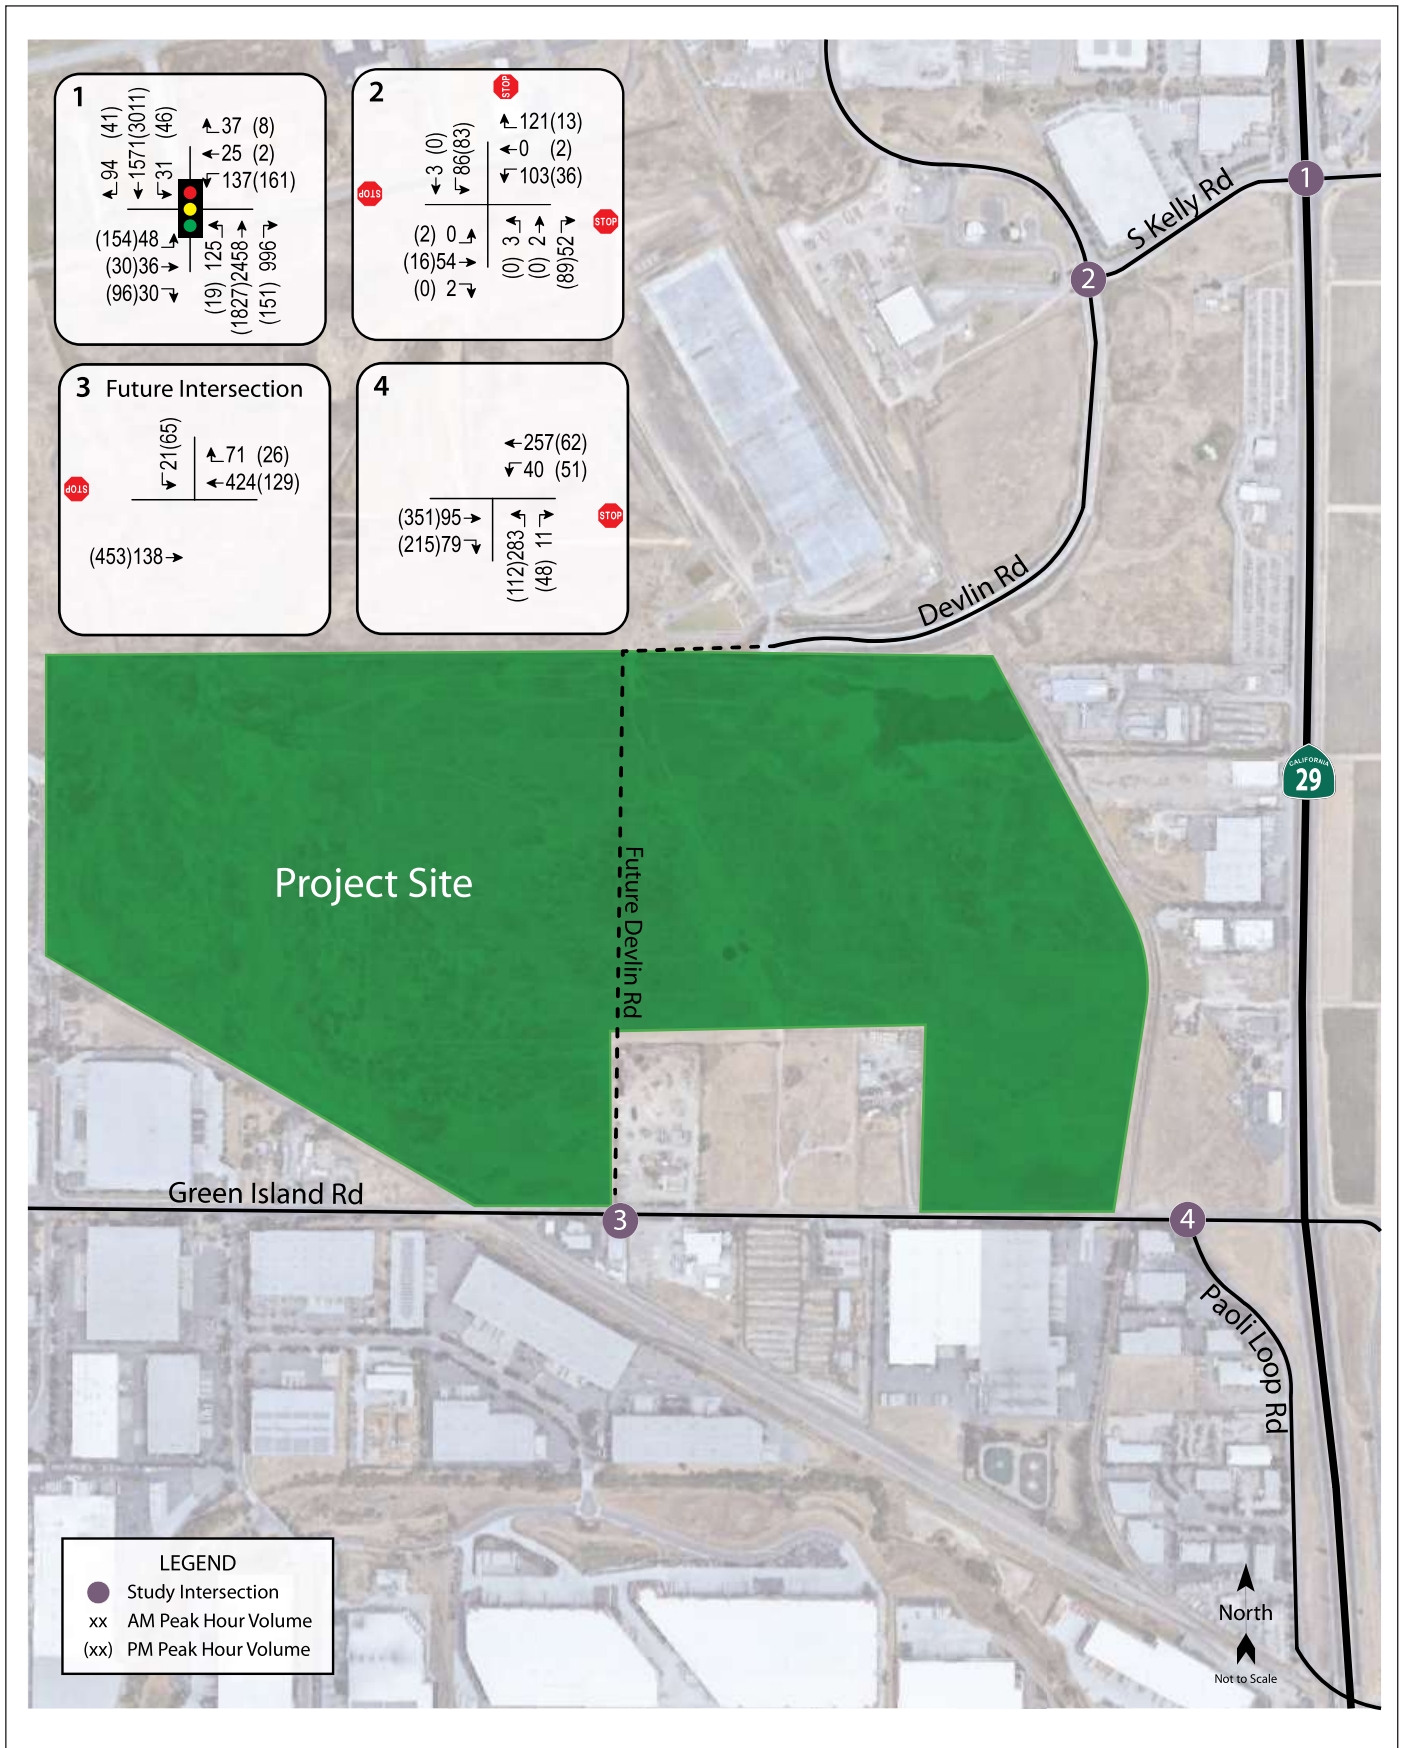 1
94 (41)
1571(3011)
31 (46)
37 (8)
25 (2)
137(161)
(154)48
(30)36
(96)30
(19) 125
(1827)2458
(151) 996
2
STOP
STOP
STOP
3 (0)
86(83)
121(13)
0 (2)
103(36)
(2) 0
(16)54
(0) 2
(0) 3
(0) 2
(89)52
3 Future Intersection
STOP
21(65)
71 (26)
424(129)
(453)138
4
257(62)
40 (51)
STOP
(351)95
(215)79
(112)283
(48) 11
1
S Kelly Rd
2
Devlin Rd
CALIFORNIA
29
Project Site
Future Devlin Rd
Green Island Rd
3
4
Paoli Loop Rd
LEGEND
Study Intersection
xx AM Peak Hour Volume
(xx) PM Peak Hour Volume
North
Not to Scale